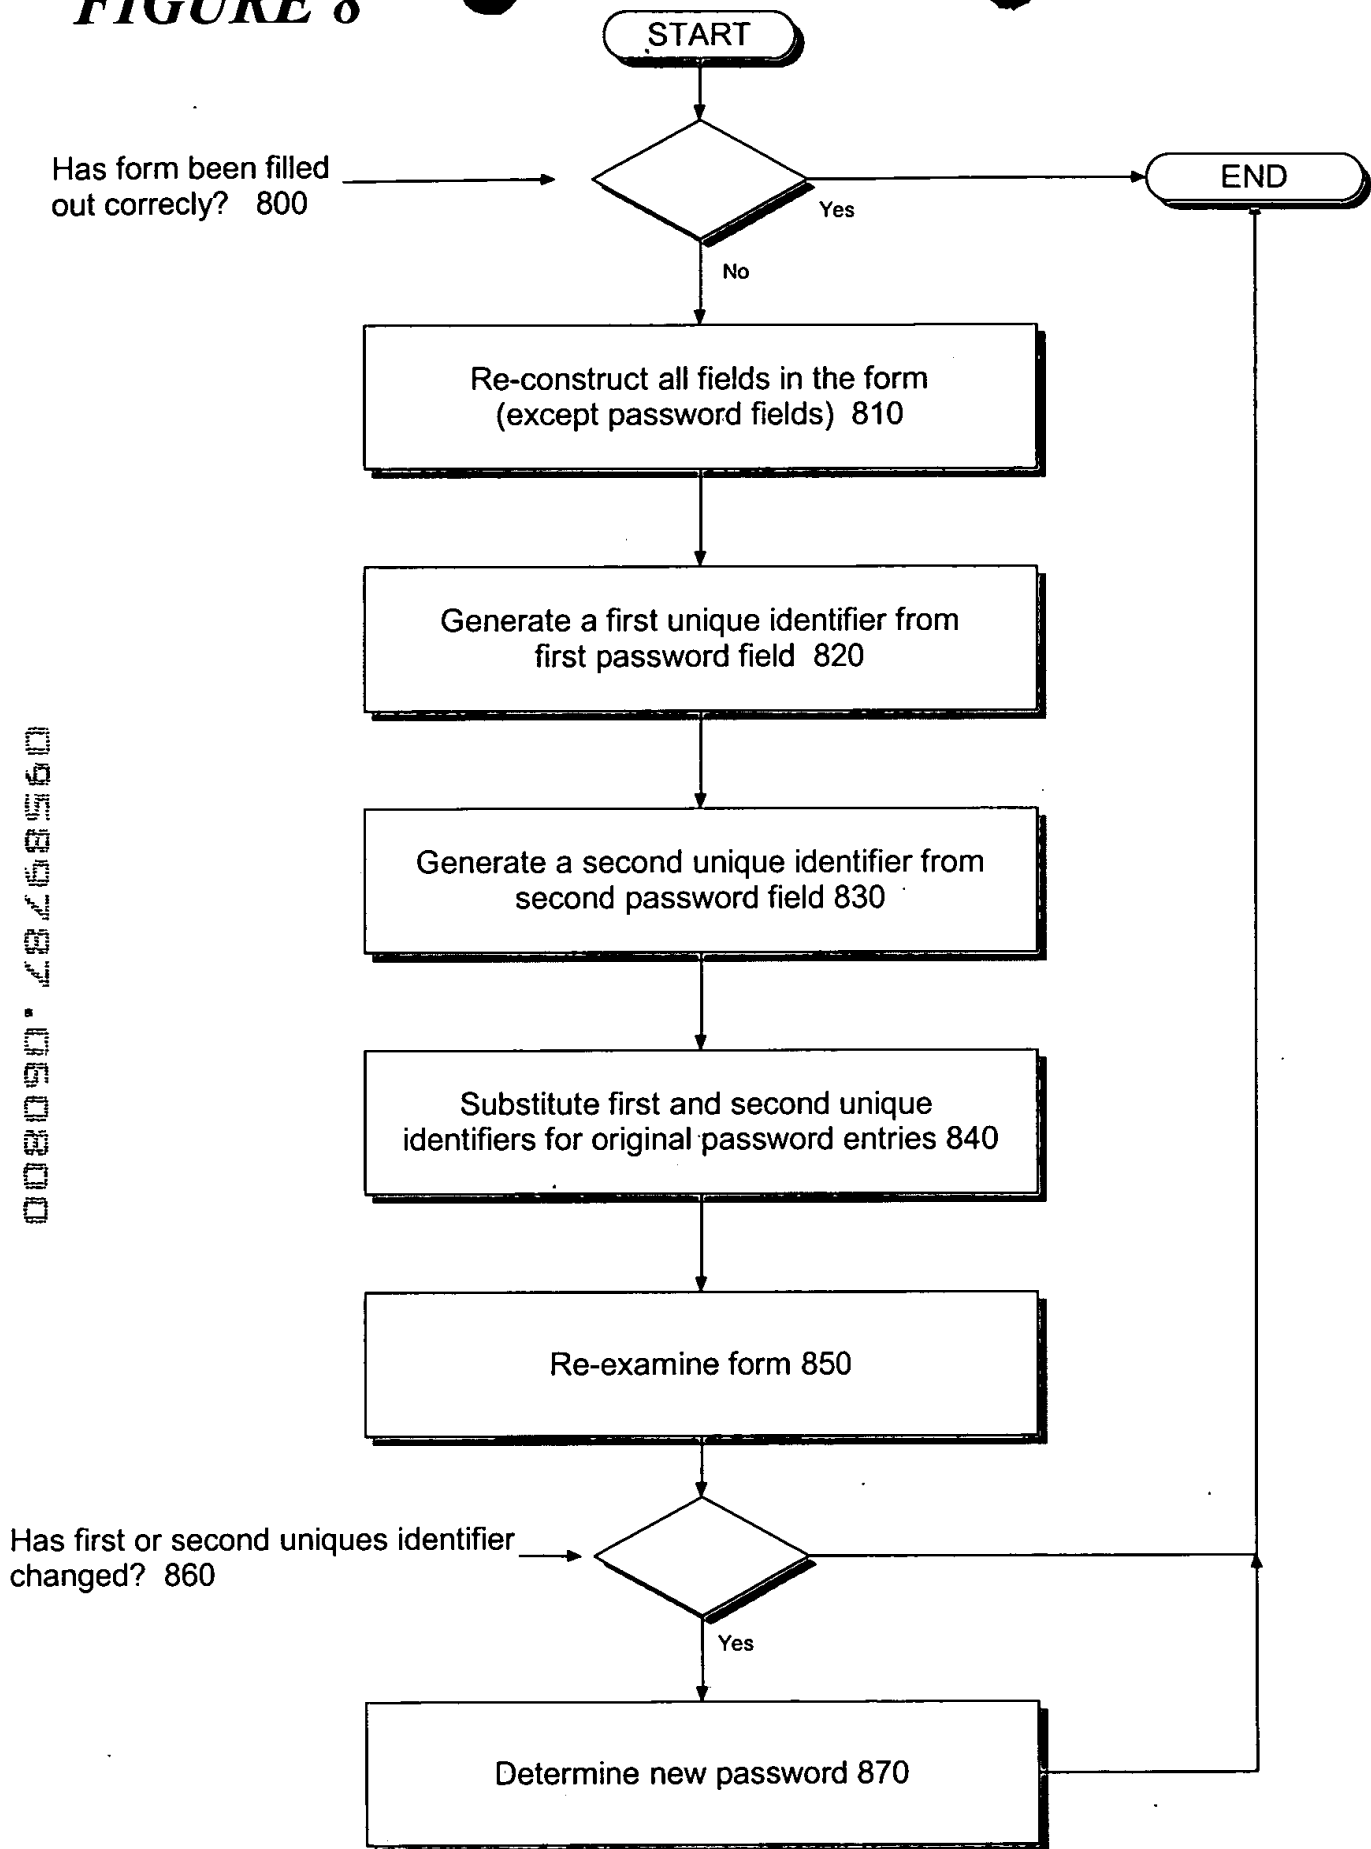 FIGURE 8
START
Has form been filled
out correcly? 800
Yes
END
No
Re-construct all fields in the form
(except password fields) 810
Generate a first unique identifier from
first password field 820
Generate a second unique identifier from
second password field 830
Substitute first and second unique
identifiers for original password entries 840
Re-examine form 850
Has first or second uniques identifier
changed? 860
Yes
Determine new password 870
09589787.060800